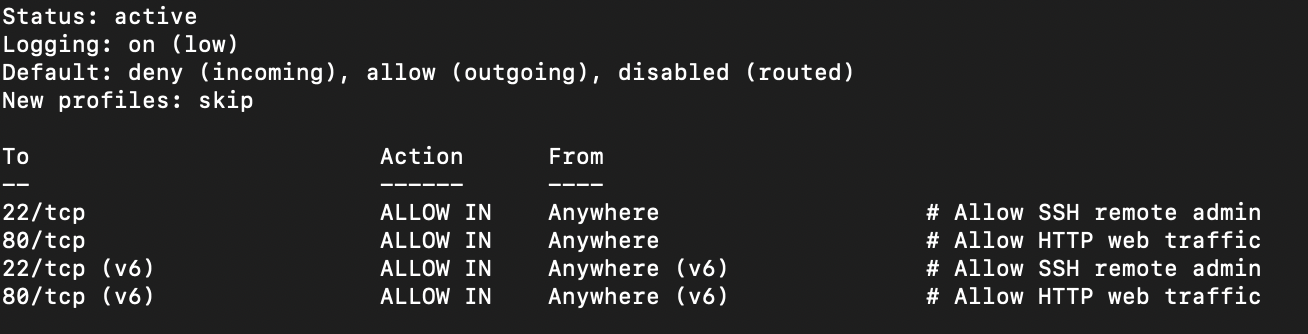 Status: active
Logging: on (low)
Default: deny (incoming), allow (outgoing), disabled (routed)
New profiles: skip

To                         Action      From
--                         ------      ----
22/tcp                     ALLOW IN    Anywhere                   # Allow SSH remote admin
80/tcp                     ALLOW IN    Anywhere                   # Allow HTTP web traffic
22/tcp (v6)                ALLOW IN    Anywhere (v6)              # Allow SSH remote admin
80/tcp (v6)                ALLOW IN    Anywhere (v6)              # Allow HTTP web traffic